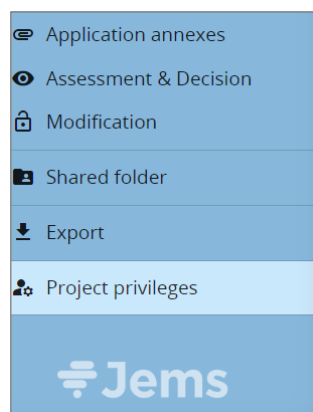 Application annexes
Assessment & Decision
Modification
Shared folder
Export
Project privileges
Jems